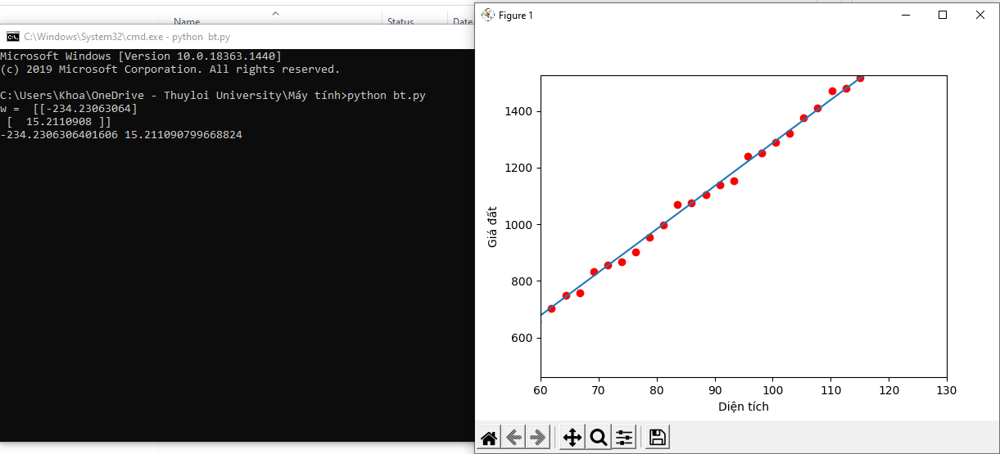 Name
Status
Date
C:\Windows\System32\cmd.exe - python  bt.py
Microsoft Windows [Version 10.0.18363.1440]
(c) 2019 Microsoft Corporation. All rights reserved.
C:\Users\Khoa\OneDrive - Thuyloi University\Máy tính>python bt.py
w =  [[-234.23063064]
 [  15.2110908 ]]
-234.2306306401606 15.211090799668824
Figure 1
1400
1200
1000
800
600
Giá đất
60 70 80 90 100 110 120 130
Diện tích